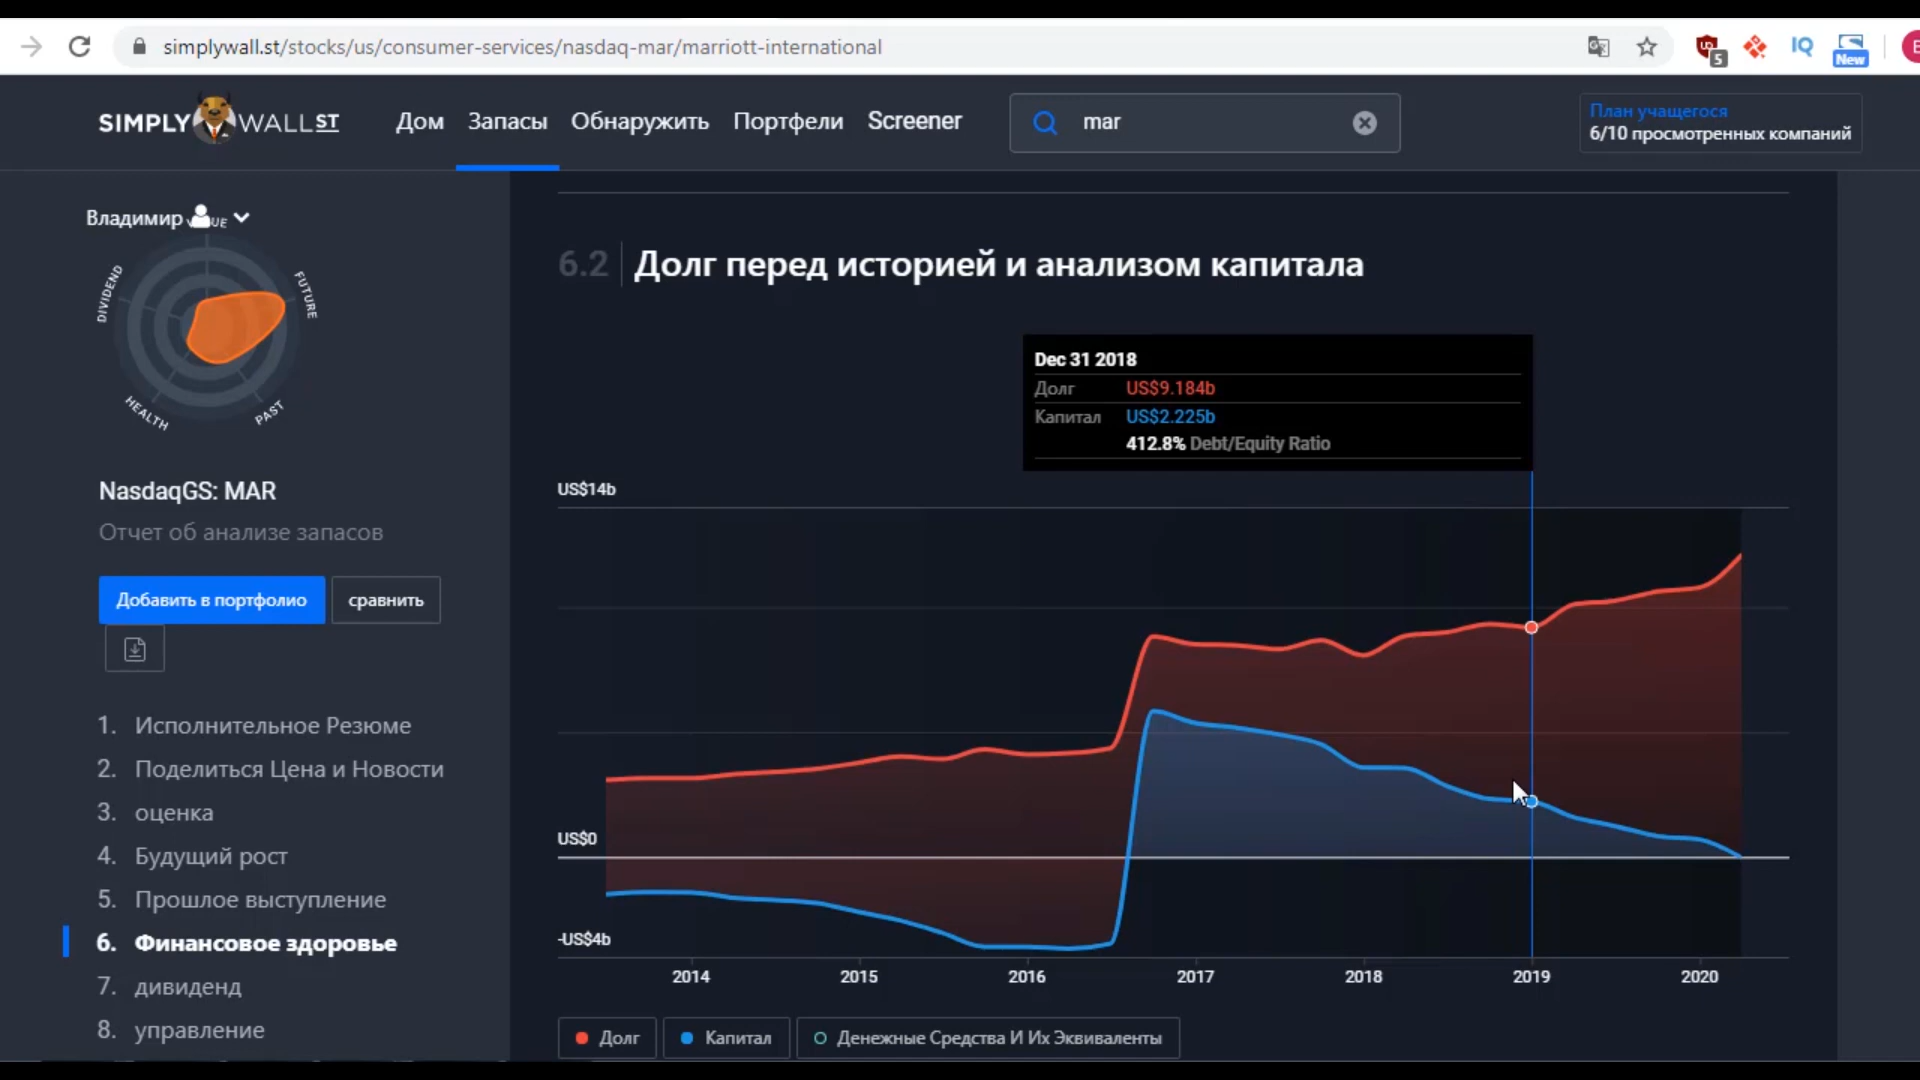 simplywall.st/stocks/us/consumer-services/nasdaq-mar/marriott-international
5
IQ
New
SIMPLY WALLST
Дом
Запасы
Обнаружить
Портфели
Screener
mar
План учащегося
6/10 просмотренных компаний
Владимир
UE
DIVIDEND
FUTURE
HEALTH
PAST
NasdaqGS: MAR
Отчет об анализе запасов
Добавить в портфолио
сравнить
1. Исполнительное Резюме
2. Поделиться Цена и Новости
3. оценка
4. Будущий рост
5. Прошлое выступление
6. Финансовое здоровье
7. дивиденд
8. управление
6.2 Долг перед историей и анализом капитала
Dec 31 2018
Долг US$9.184b
Капитал US$2.225b
412.8% Debt/Equity Ratio
US$14b
US$0
-US$4b
2014 2015 2016 2017 2018 2019 2020
Долг
Капитал
Денежные Средства И Их Эквиваленты